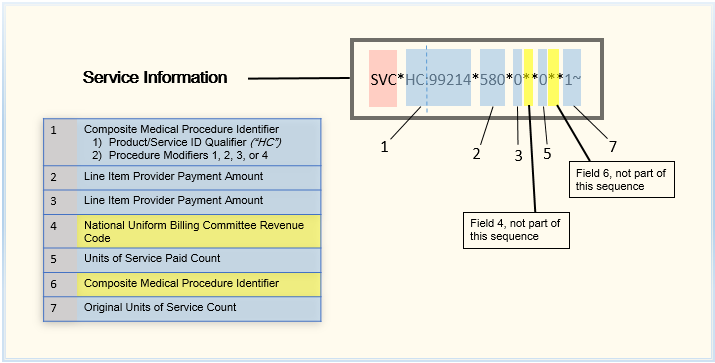 Service Information
SVC*HC:99214*580*0**0**1~
1
2
3
5
7
Field 6, not part of
this sequence
Field 4, not part of
this sequence
1 Composite Medical Procedure Identifier
1) Product/Service ID Qualifier (“HC”)
2) Procedure Modifiers 1, 2, 3, or 4
2 Line Item Provider Payment Amount
3 Line Item Provider Payment Amount
4 National Uniform Billing Committee Revenue
Code
5 Units of Service Paid Count
6 Composite Medical Procedure Identifier
7 Original Units of Service Count